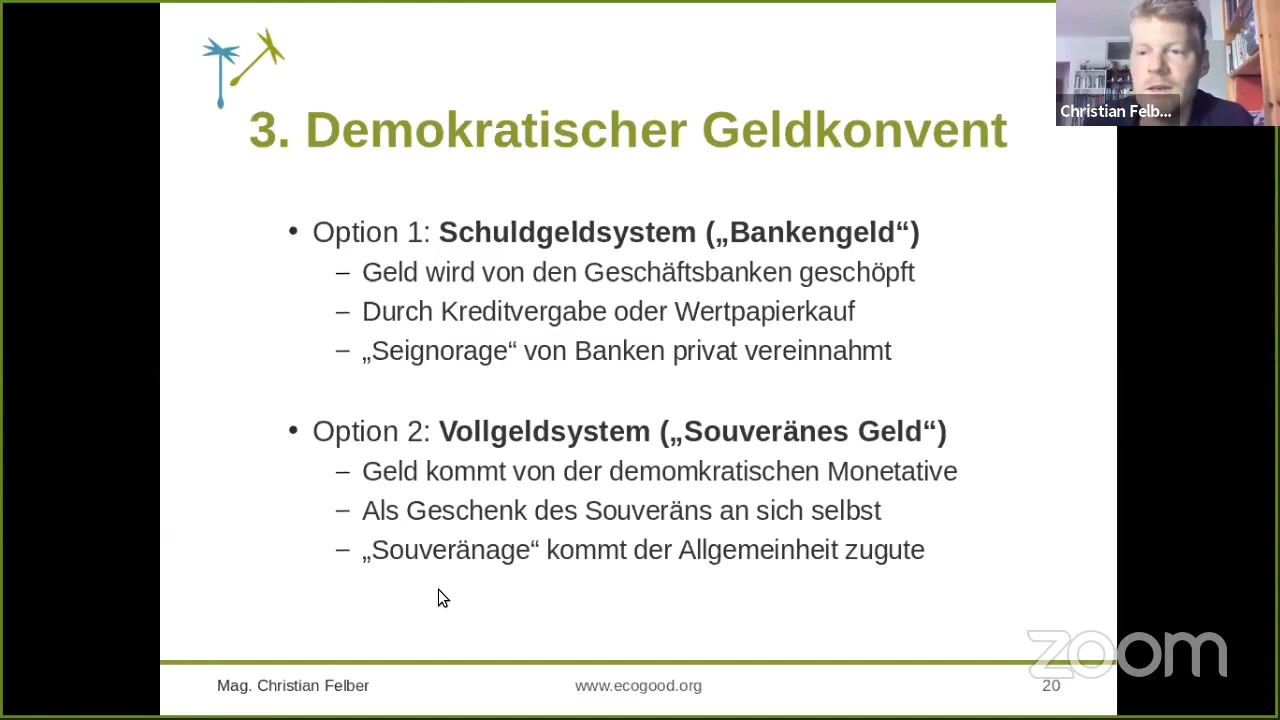 Christian Felb...
3. Demokratischer Geldkonvent
• Option 1: Schuldgeldsystem („Bankengeld“)
– Geld wird von den Geschäftsbanken geschöpft
– Durch Kreditvergabe oder Wertpapierkauf
– „Seignorage“ von Banken privat vereinnahmt
• Option 2: Vollgeldsystem („Souveränes Geld“)
– Geld kommt von der demomkratischen Monetative
– Als Geschenk des Souveräns an sich selbst
– „Souveränage“ kommt der Allgemeinheit zugute
zoom
Mag. Christian Felber www.ecogood.org 20